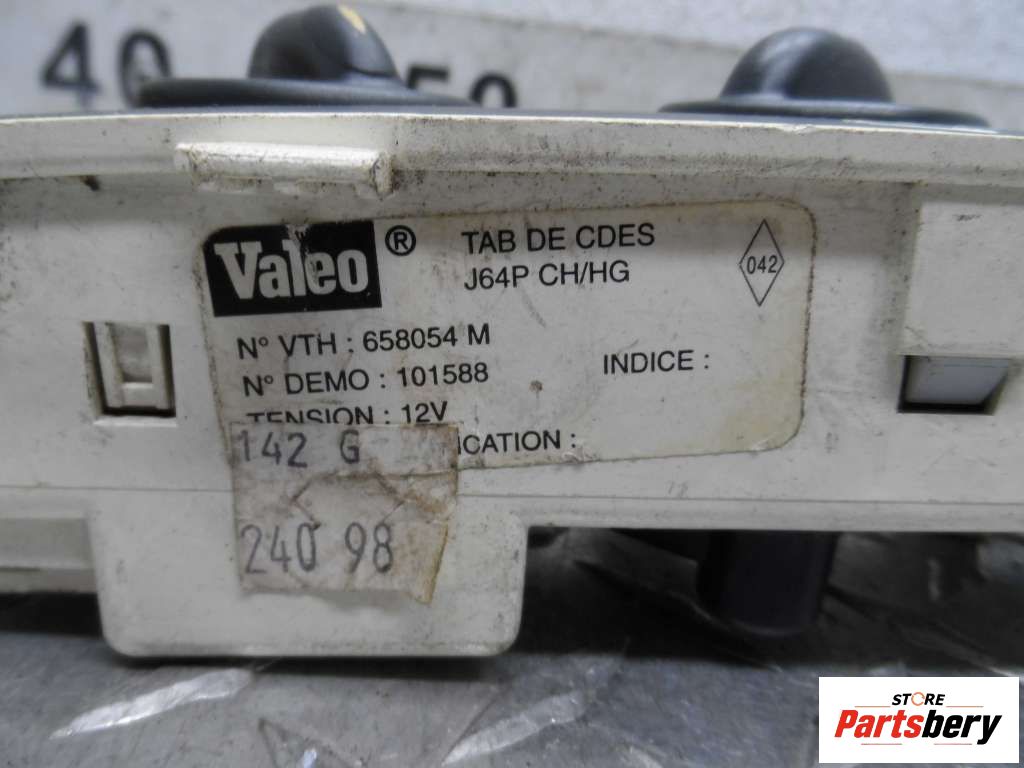 40
Valeo ®
TAB DE CDES
J64P CH/HG
042
N° VTH : 658054 M
N° DEMO : 101588
INDICE :
TENSION : 12V
ICATION :
142 G
240 98
STORE
Partsbery